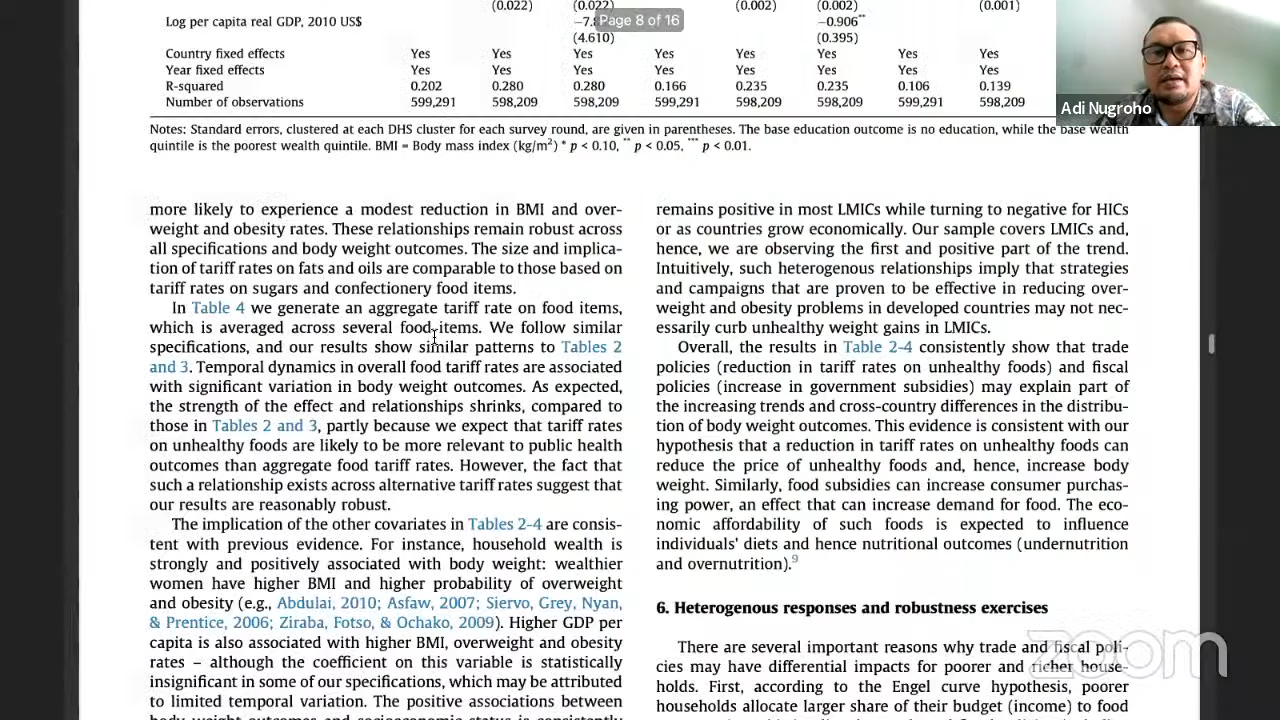 (0.022) (0.022) (0.002) (0.002) (0.001)
Log per capita real GDP, 2010 US$ −7. −0.906**
Page 8 of 16
(4.610) (0.395)
Country fixed effects Yes Yes Yes Yes Yes Yes Yes Yes
Year fixed effects Yes Yes Yes Yes Yes Yes Yes Yes
R-squared 0.202 0.280 0.280 0.166 0.235 0.235 0.106 0.139
Number of observations 599,291 598,209 598,209 599,291 598,209 598,209 599,291 598,209
Adi Nugroho
Notes: Standard errors, clustered at each DHS cluster for each survey round, are given in parentheses. The base education outcome is no education, while the base wealth
quintile is the poorest wealth quintile. BMI = Body mass index (kg/m²) * p < 0.10, ** p < 0.05, *** p < 0.01.
more likely to experience a modest reduction in BMI and over-
weight and obesity rates. These relationships remain robust across
all specifications and body weight outcomes. The size and implica-
tion of tariff rates on fats and oils are comparable to those based on
tariff rates on sugars and confectionery food items.
In Table 4 we generate an aggregate tariff rate on food items,
which is averaged across several food items. We follow similar
specifications, and our results show similar patterns to Tables 2
and 3. Temporal dynamics in overall food tariff rates are associated
with significant variation in body weight outcomes. As expected,
the strength of the effect and relationships shrinks, compared to
those in Tables 2 and 3, partly because we expect that tariff rates
on unhealthy foods are likely to be more relevant to public health
outcomes than aggregate food tariff rates. However, the fact that
such a relationship exists across alternative tariff rates suggest that
our results are reasonably robust.
The implication of the other covariates in Tables 2-4 are consis-
tent with previous evidence. For instance, household wealth is
strongly and positively associated with body weight: wealthier
women have higher BMI and higher probability of overweight
and obesity (e.g., Abdulai, 2010; Asfaw, 2007; Siervo, Grey, Nyan,
& Prentice, 2006; Ziraba, Fotso, & Ochako, 2009). Higher GDP per
capita is also associated with higher BMI, overweight and obesity
rates – although the coefficient on this variable is statistically
insignificant in some of our specifications, which may be attributed
to limited temporal variation. The positive associations between
body weight outcomes and socioeconomic status is consistently
remains positive in most LMICs while turning to negative for HICs
or as countries grow economically. Our sample covers LMICs and,
hence, we are observing the first and positive part of the trend.
Intuitively, such heterogenous relationships imply that strategies
and campaigns that are proven to be effective in reducing over-
weight and obesity problems in developed countries may not nec-
essarily curb unhealthy weight gains in LMICs.
Overall, the results in Table 2-4 consistently show that trade
policies (reduction in tariff rates on unhealthy foods) and fiscal
policies (increase in government subsidies) may explain part of
the increasing trends and cross-country differences in the distribu-
tion of body weight outcomes. This evidence is consistent with our
hypothesis that a reduction in tariff rates on unhealthy foods can
reduce the price of unhealthy foods and, hence, increase body
weight. Similarly, food subsidies can increase consumer purchas-
ing power, an effect that can increase demand for food. The eco-
nomic affordability of such foods is expected to influence
individuals' diets and hence nutritional outcomes (undernutrition
and overnutrition).⁹
6. Heterogenous responses and robustness exercises
There are several important reasons why trade and fiscal poli-
cies may have differential impacts for poorer and richer house-
holds. First, according to the Engel curve hypothesis, poorer
households allocate larger share of their budget (income) to food
zoom